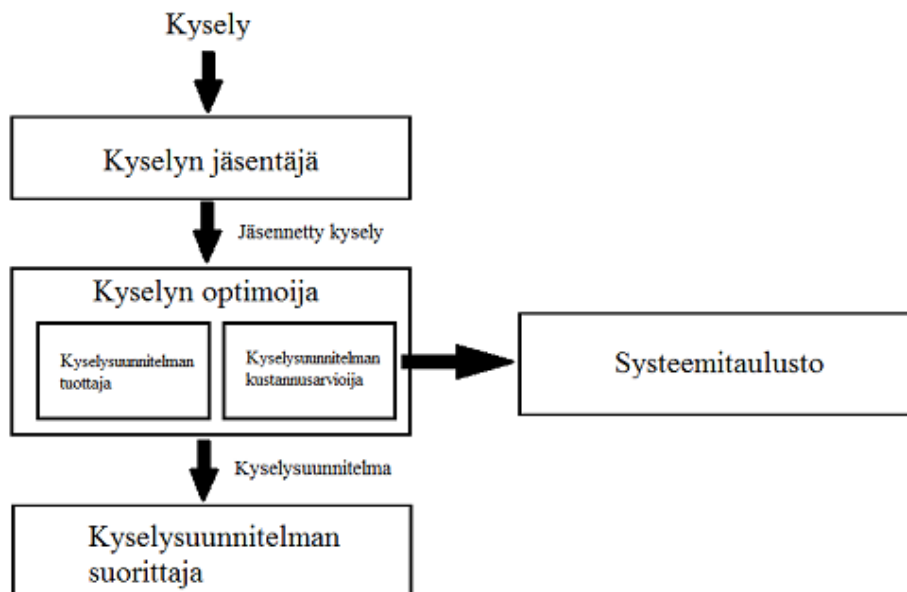 Kysely
Kyselyn jäsentäjä
Jäsennetty kysely
Kyselyn optimoija
Kyselysuunnitelman
tuottaja
Kyselysuunnitelman
kustannusarvioija
Systeemitaulusto
Kyselysuunnitelma
Kyselysuunnitelman
suorittaja